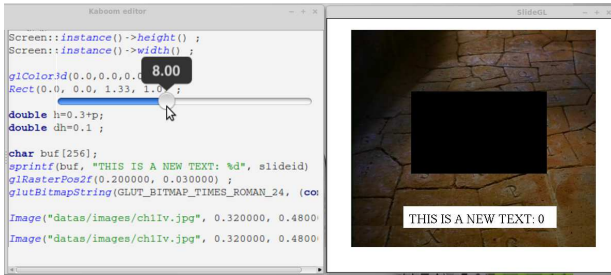 Kaboom editor
Screen::instance()->height() ;
Screen::instance()->width() ;
glColor3d(0.0,0.0,0.0
Rect(0.0, 0.0, 1.33, 1.0) ;
8.00
double h=0.3+p;
double dh=0.1 ;
char buf[256];
sprintf(buf, "THIS IS A NEW TEXT: %d", slideid)
glRasterPos2f(0.200000, 0.030000) ;
glutBitmapString(GLUT_BITMAP_TIMES_ROMAN_24, (con
Image("datas/images/ch1Iv.jpg", 0.320000, 0.4800
Image("datas/images/ch1Iv.jpg", 0.320000, 0.4800
SlideGL
THIS IS A NEW TEXT: 0